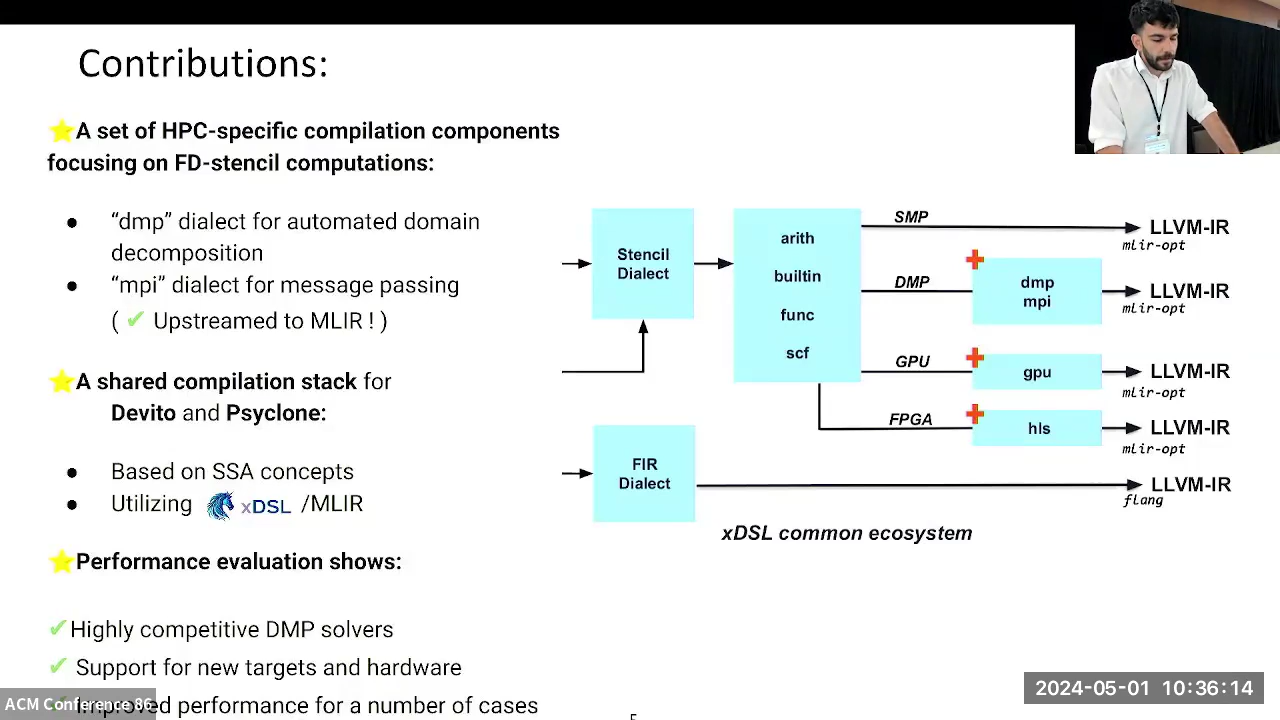 Contributions:
A set of HPC-specific compilation components
focusing on FD-stencil computations:
● “dmp” dialect for automated domain
decomposition
● “mpi” dialect for message passing
( ✔ Upstreamed to MLIR ! )
A shared compilation stack for
Devito and Psyclone:
● Based on SSA concepts
● Utilizing xDSL /MLIR
Performance evaluation shows:
✔ Highly competitive DMP solvers
✔ Support for new targets and hardware
Improved performance for a number of cases
Stencil
Dialect
arith
builtin
func
scf
SMP
LLVM-IR
mlir-opt
DMP
dmp
mpi
LLVM-IR
mlir-opt
GPU
gpu
LLVM-IR
mlir-opt
FPGA
hls
LLVM-IR
mlir-opt
FIR
Dialect
LLVM-IR
flang
xDSL common ecosystem
2024-05-01 10:36:14
ACM Conference 86